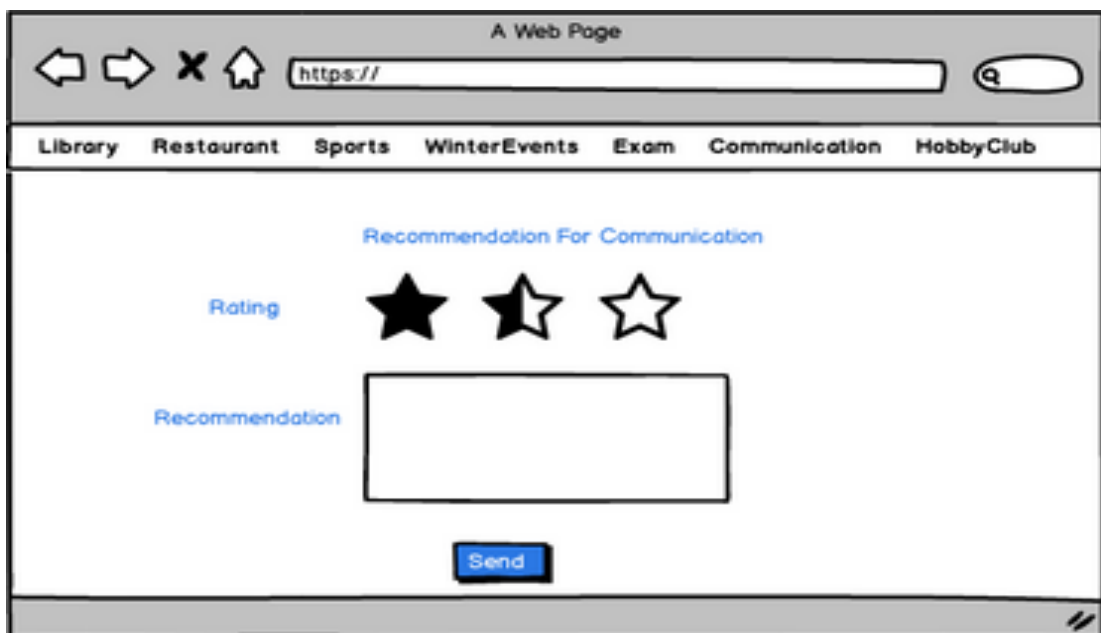 A Web Page
https://
Library Restaurant Sports WinterEvents Exam Communication HobbyClub
Recommendation For Communication
Rating
Recommendation
Send